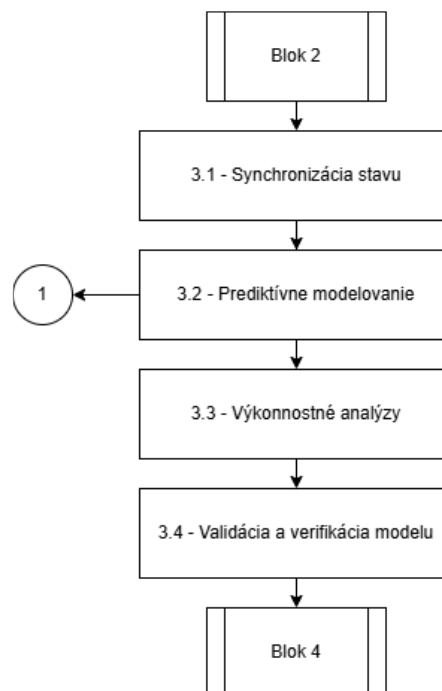 Blok 2
3.1 - Synchronizácia stavu
1
3.2 - Prediktívne modelovanie
3.3 - Výkonnostné analýzy
3.4 - Validácia a verifikácia modelu
Blok 4